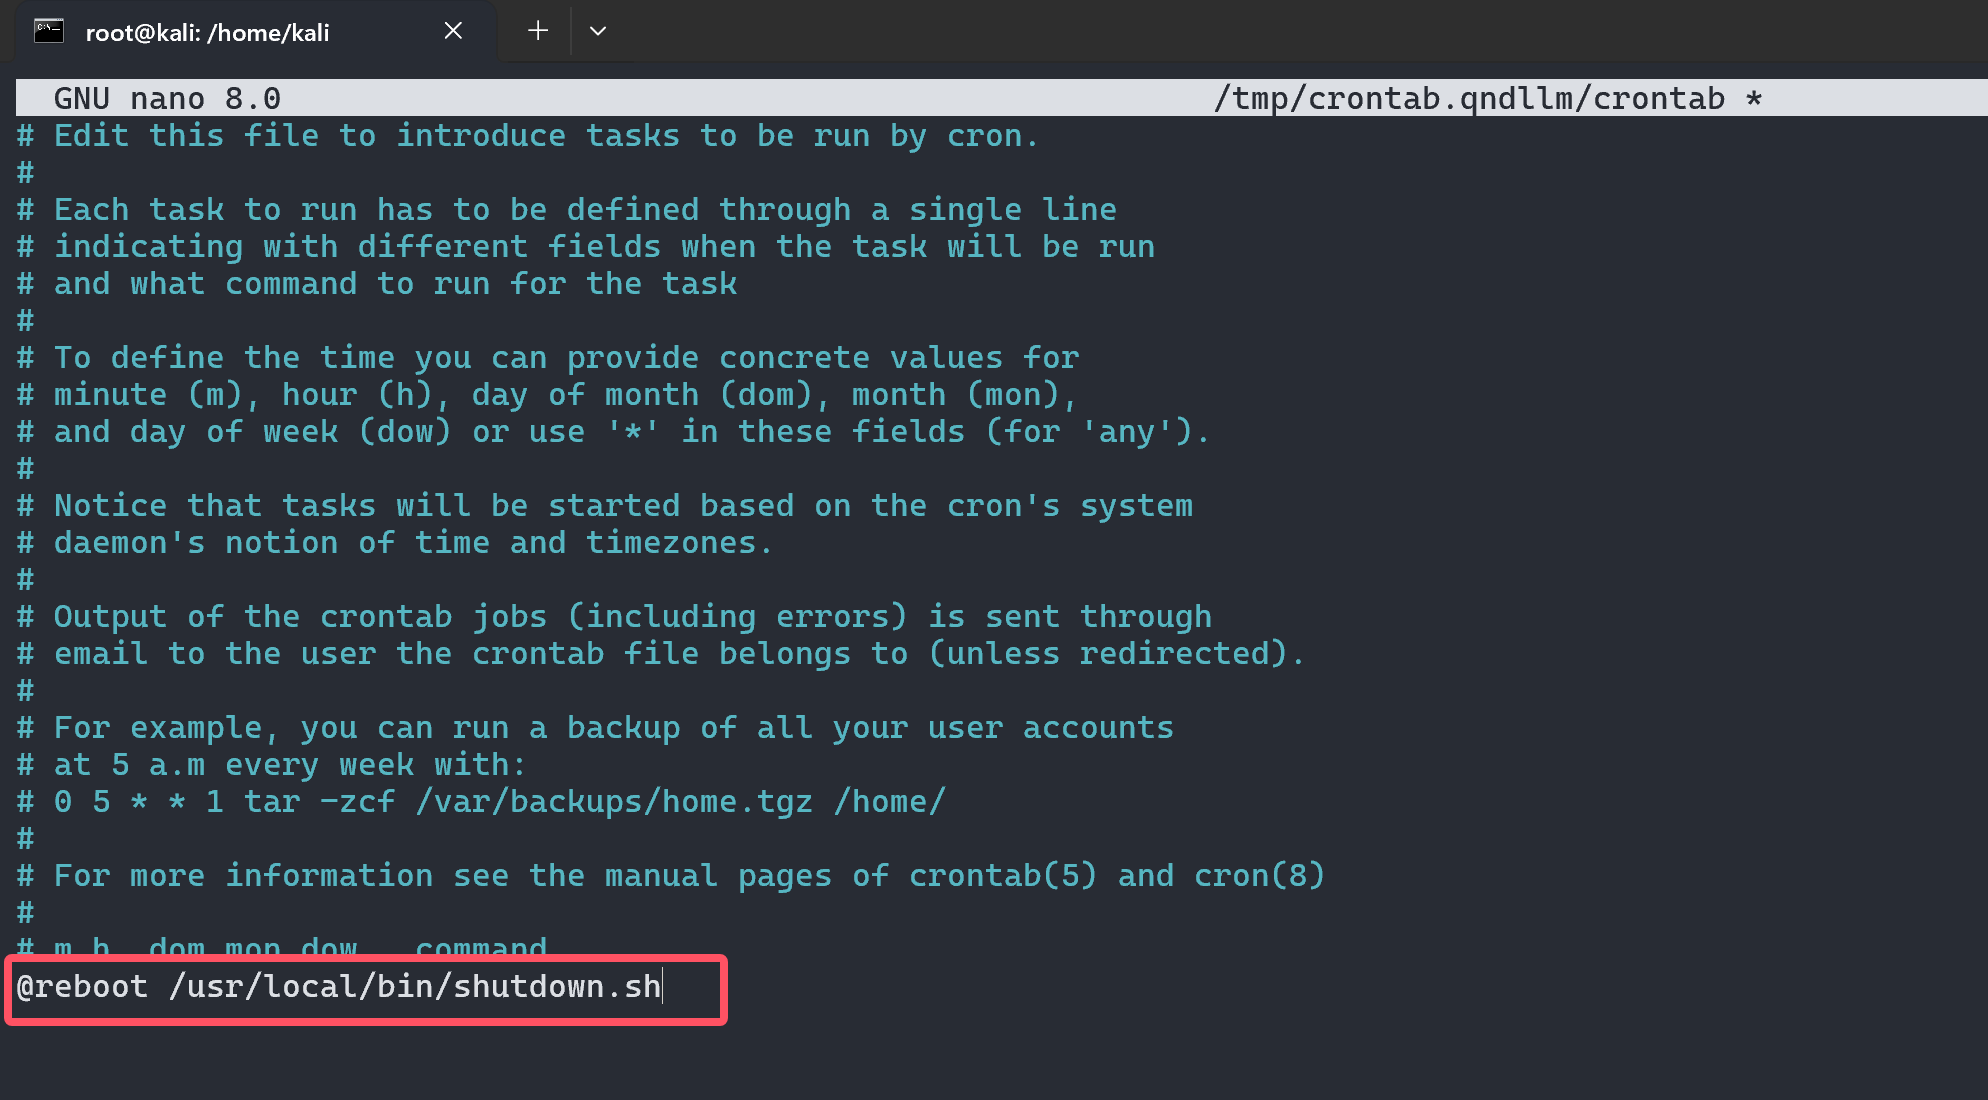 root@kali: /home/kali
GNU nano 8.0 /tmp/crontab.qndllm/crontab *
# Edit this file to introduce tasks to be run by cron.
#
# Each task to run has to be defined through a single line
# indicating with different fields when the task will be run
# and what command to run for the task
#
# To define the time you can provide concrete values for
# minute (m), hour (h), day of month (dom), month (mon),
# and day of week (dow) or use '*' in these fields (for 'any').
#
# Notice that tasks will be started based on the cron's system
# daemon's notion of time and timezones.
#
# Output of the crontab jobs (including errors) is sent through
# email to the user the crontab file belongs to (unless redirected).
#
# For example, you can run a backup of all your user accounts
# at 5 a.m every week with:
# 0 5 * * 1 tar -zcf /var/backups/home.tgz /home/
#
# For more information see the manual pages of crontab(5) and cron(8)
#
# m h  dom mon dow   command
@reboot /usr/local/bin/shutdown.sh